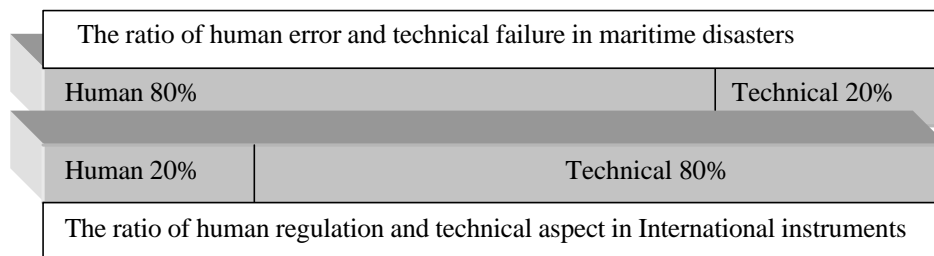 The ratio of human error and technical failure in maritime disasters
Human 80% Technical 20%
Human 20% Technical 80%
The ratio of human regulation and technical aspect in International instruments